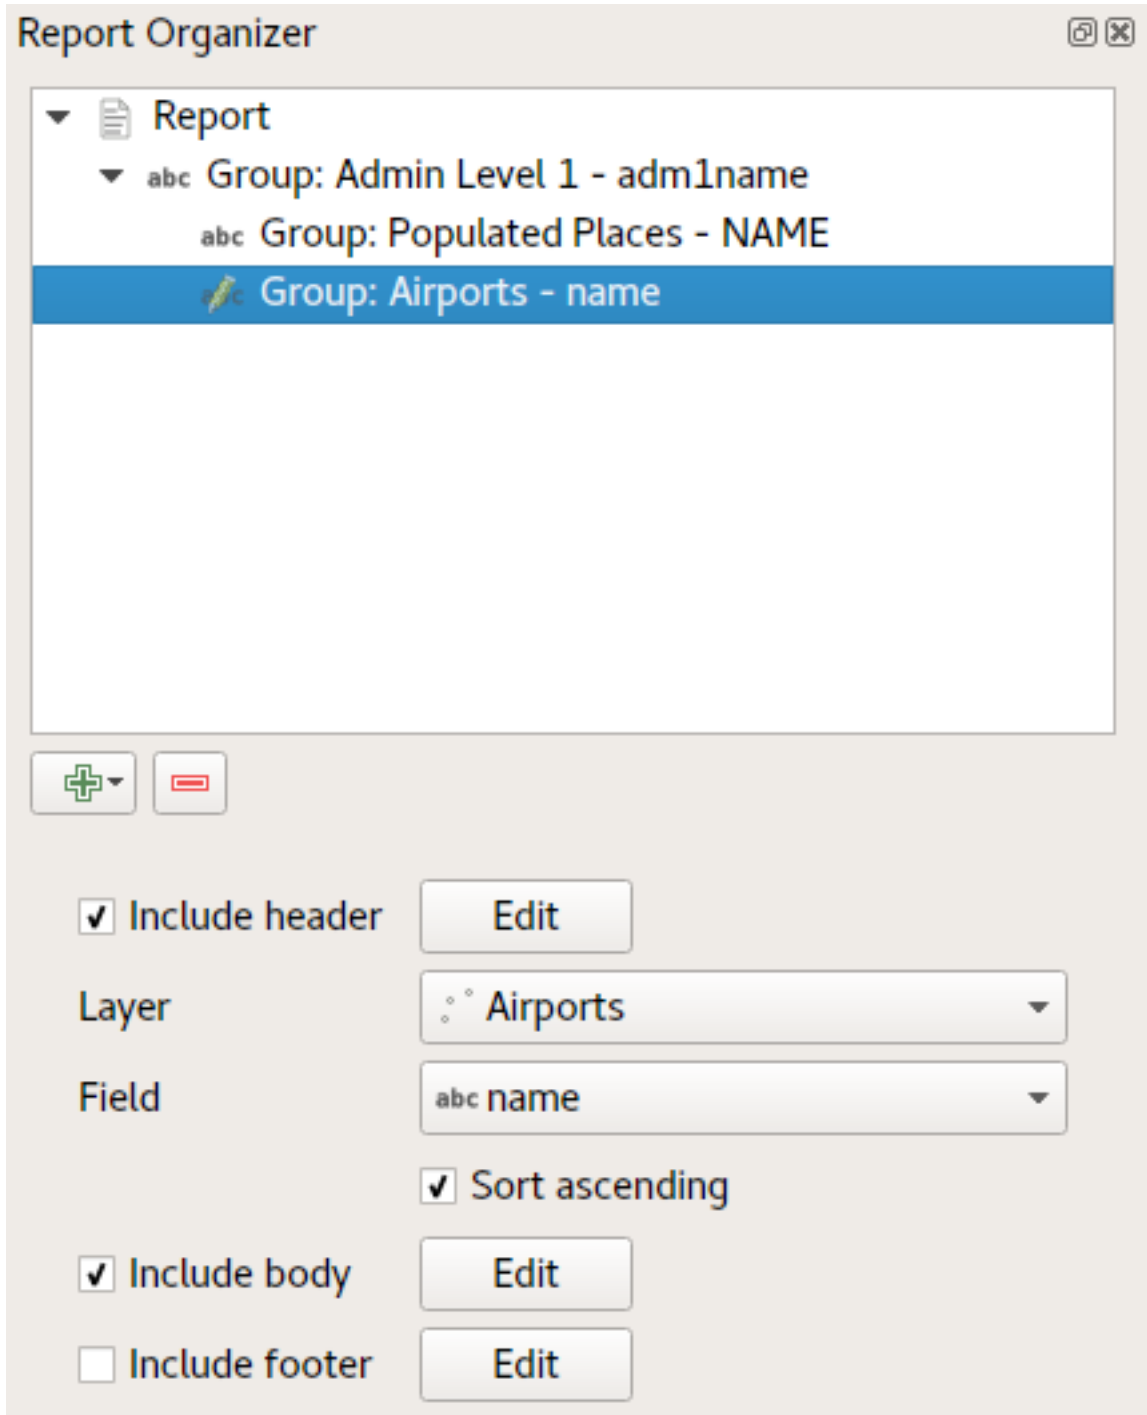 Report Organizer
Report
abc Group: Admin Level 1 - adm1name
abc Group: Populated Places - NAME
Group: Airports - name
Include header Edit
Layer Airports
Field abc name
Sort ascending
Include body Edit
Include footer Edit